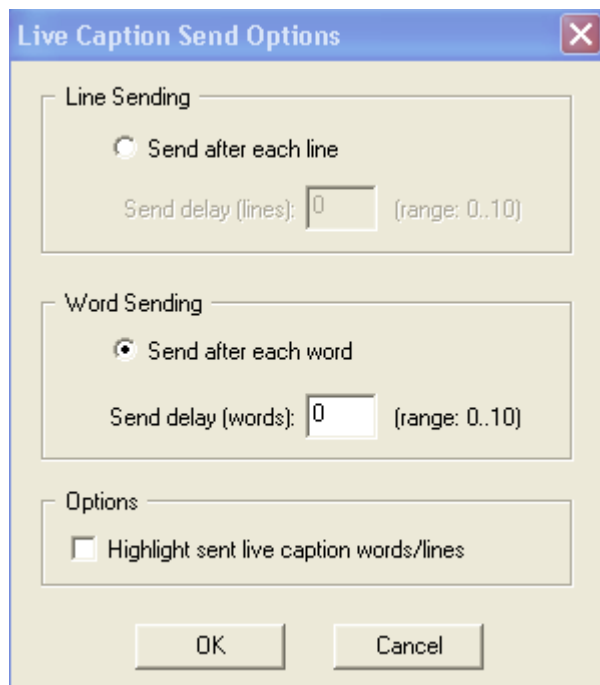 Live Caption Send Options
Line Sending
Send after each line
Send delay (lines): 0 (range: 0..10)
Word Sending
Send after each word
Send delay (words): 0 (range: 0..10)
Options
Highlight sent live caption words/lines
OK Cancel